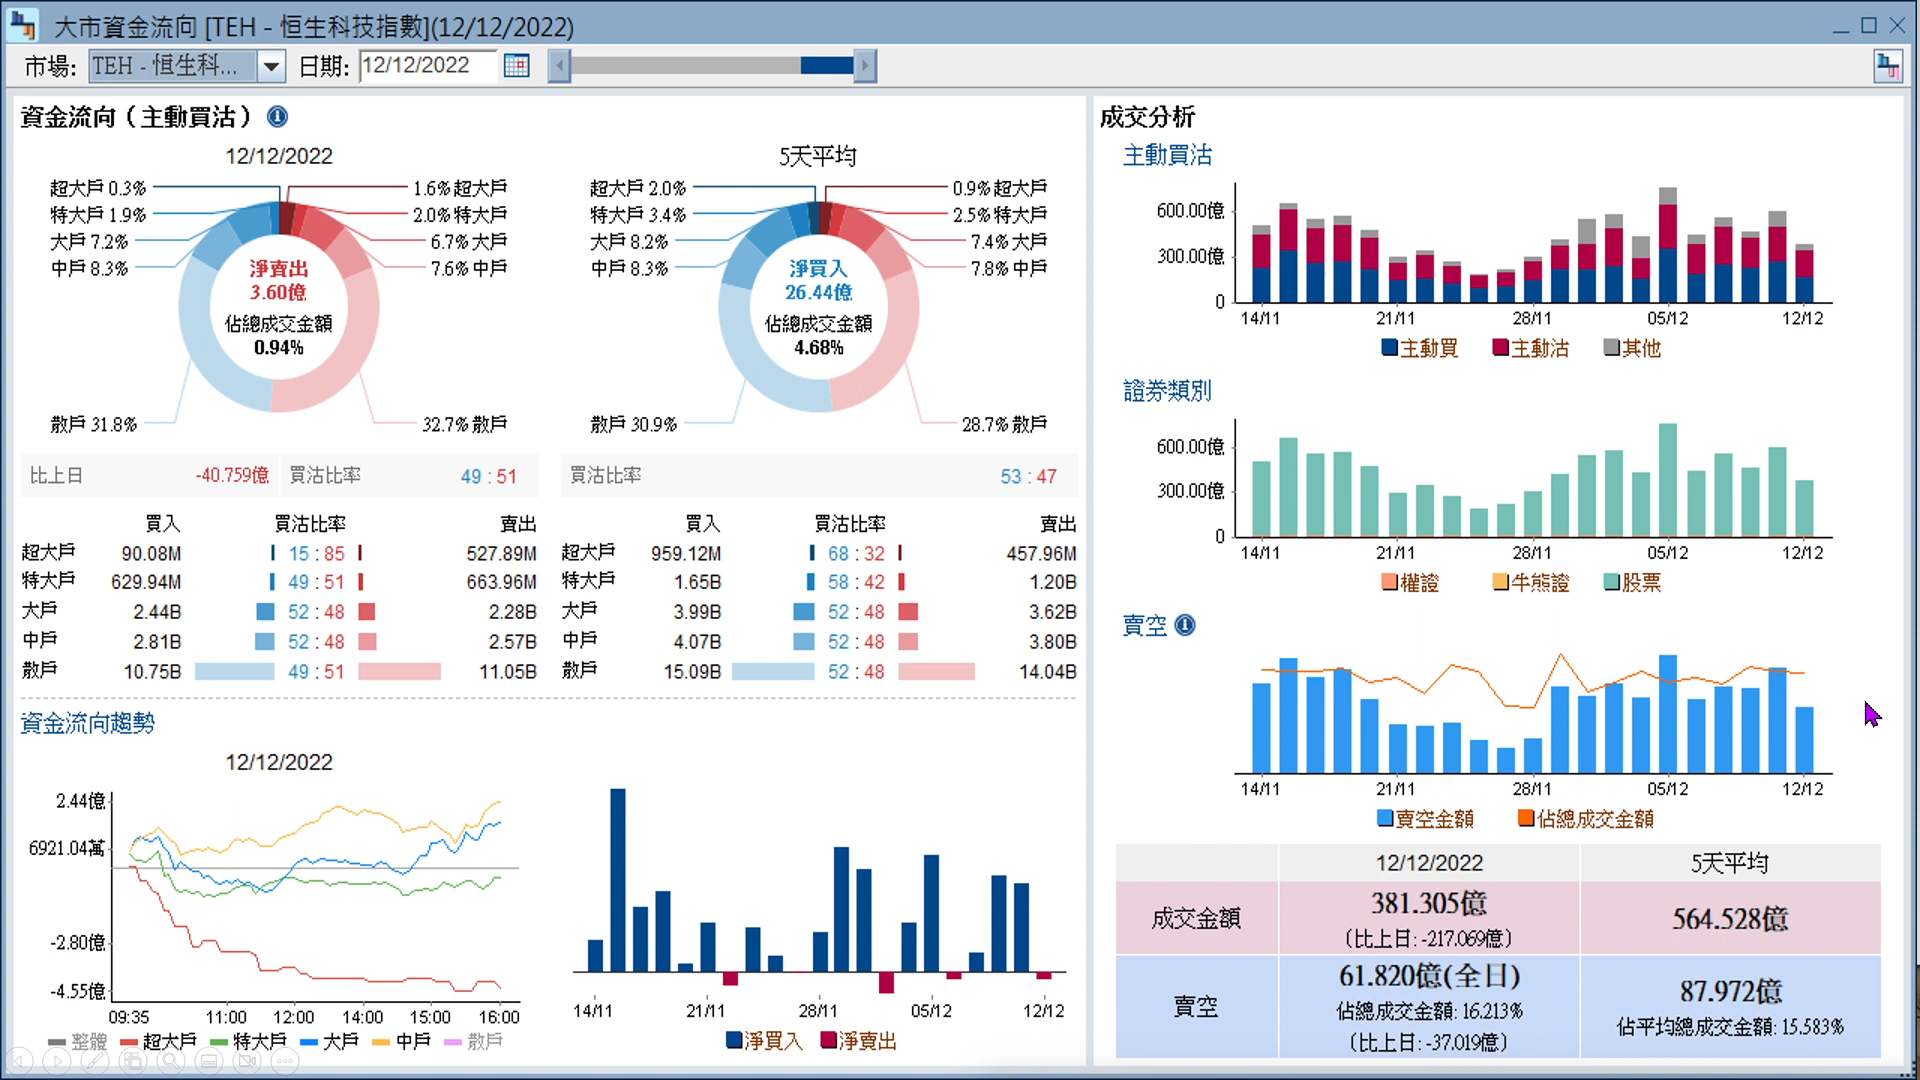 大市資金流向 [TEH - 恒生科技指數](12/12/2022)
市場: TEH - 恒生科... 日期: 12/12/2022
資金流向（主動買沽）
12/12/2022
超大戶 0.3% 1.6% 超大戶
特大戶 1.9% 2.0% 特大戶
大戶 7.2% 6.7% 大戶
中戶 8.3% 7.6% 中戶
淨賣出
3.60億
佔總成交金額
0.94%
散戶 31.8% 32.7% 散戶
比上日 -40.759億 買沽比率 49 : 51
買入 買沽比率 賣出
超大戶 90.08M 15 : 85 527.89M
特大戶 629.94M 49 : 51 663.96M
大戶 2.44B 52 : 48 2.28B
中戶 2.81B 52 : 48 2.57B
散戶 10.75B 49 : 51 11.05B
5天平均
超大戶 2.0% 0.9% 超大戶
特大戶 3.4% 2.5% 特大戶
大戶 8.2% 7.4% 大戶
中戶 8.3% 7.8% 中戶
淨買入
26.44億
佔總成交金額
4.68%
散戶 30.9% 28.7% 散戶
買沽比率 53 : 47
買入 買沽比率 賣出
超大戶 959.12M 68 : 32 457.96M
特大戶 1.65B 58 : 42 1.20B
大戶 3.99B 52 : 48 3.62B
中戶 4.07B 52 : 48 3.80B
散戶 15.09B 52 : 48 14.04B
資金流向趨勢
12/12/2022
2.44億
6921.04萬
-2.80億
-4.55億
09:35 11:00 12:00 14:00 15:00 16:00
整體 超大戶 特大戶 大戶 中戶 散戶
14/11 21/11 28/11 05/12 12/12
淨買入 淨賣出
成交分析
主動買沽
600.00億
300.00億
0
14/11 21/11 28/11 05/12 12/12
主動買 主動沽 其他
證券類別
600.00億
300.00億
0
14/11 21/11 28/11 05/12 12/12
權證 牛熊證 股票
賣空
14/11 21/11 28/11 05/12 12/12
賣空金額 佔總成交金額
12/12/2022 5天平均
成交金額 381.305億 564.528億
(比上日: -217.069億)
賣空 61.820億(全日) 87.972億
佔總成交金額: 16.213% 佔平均總成交金額: 15.583%
(比上日: -37.019億)